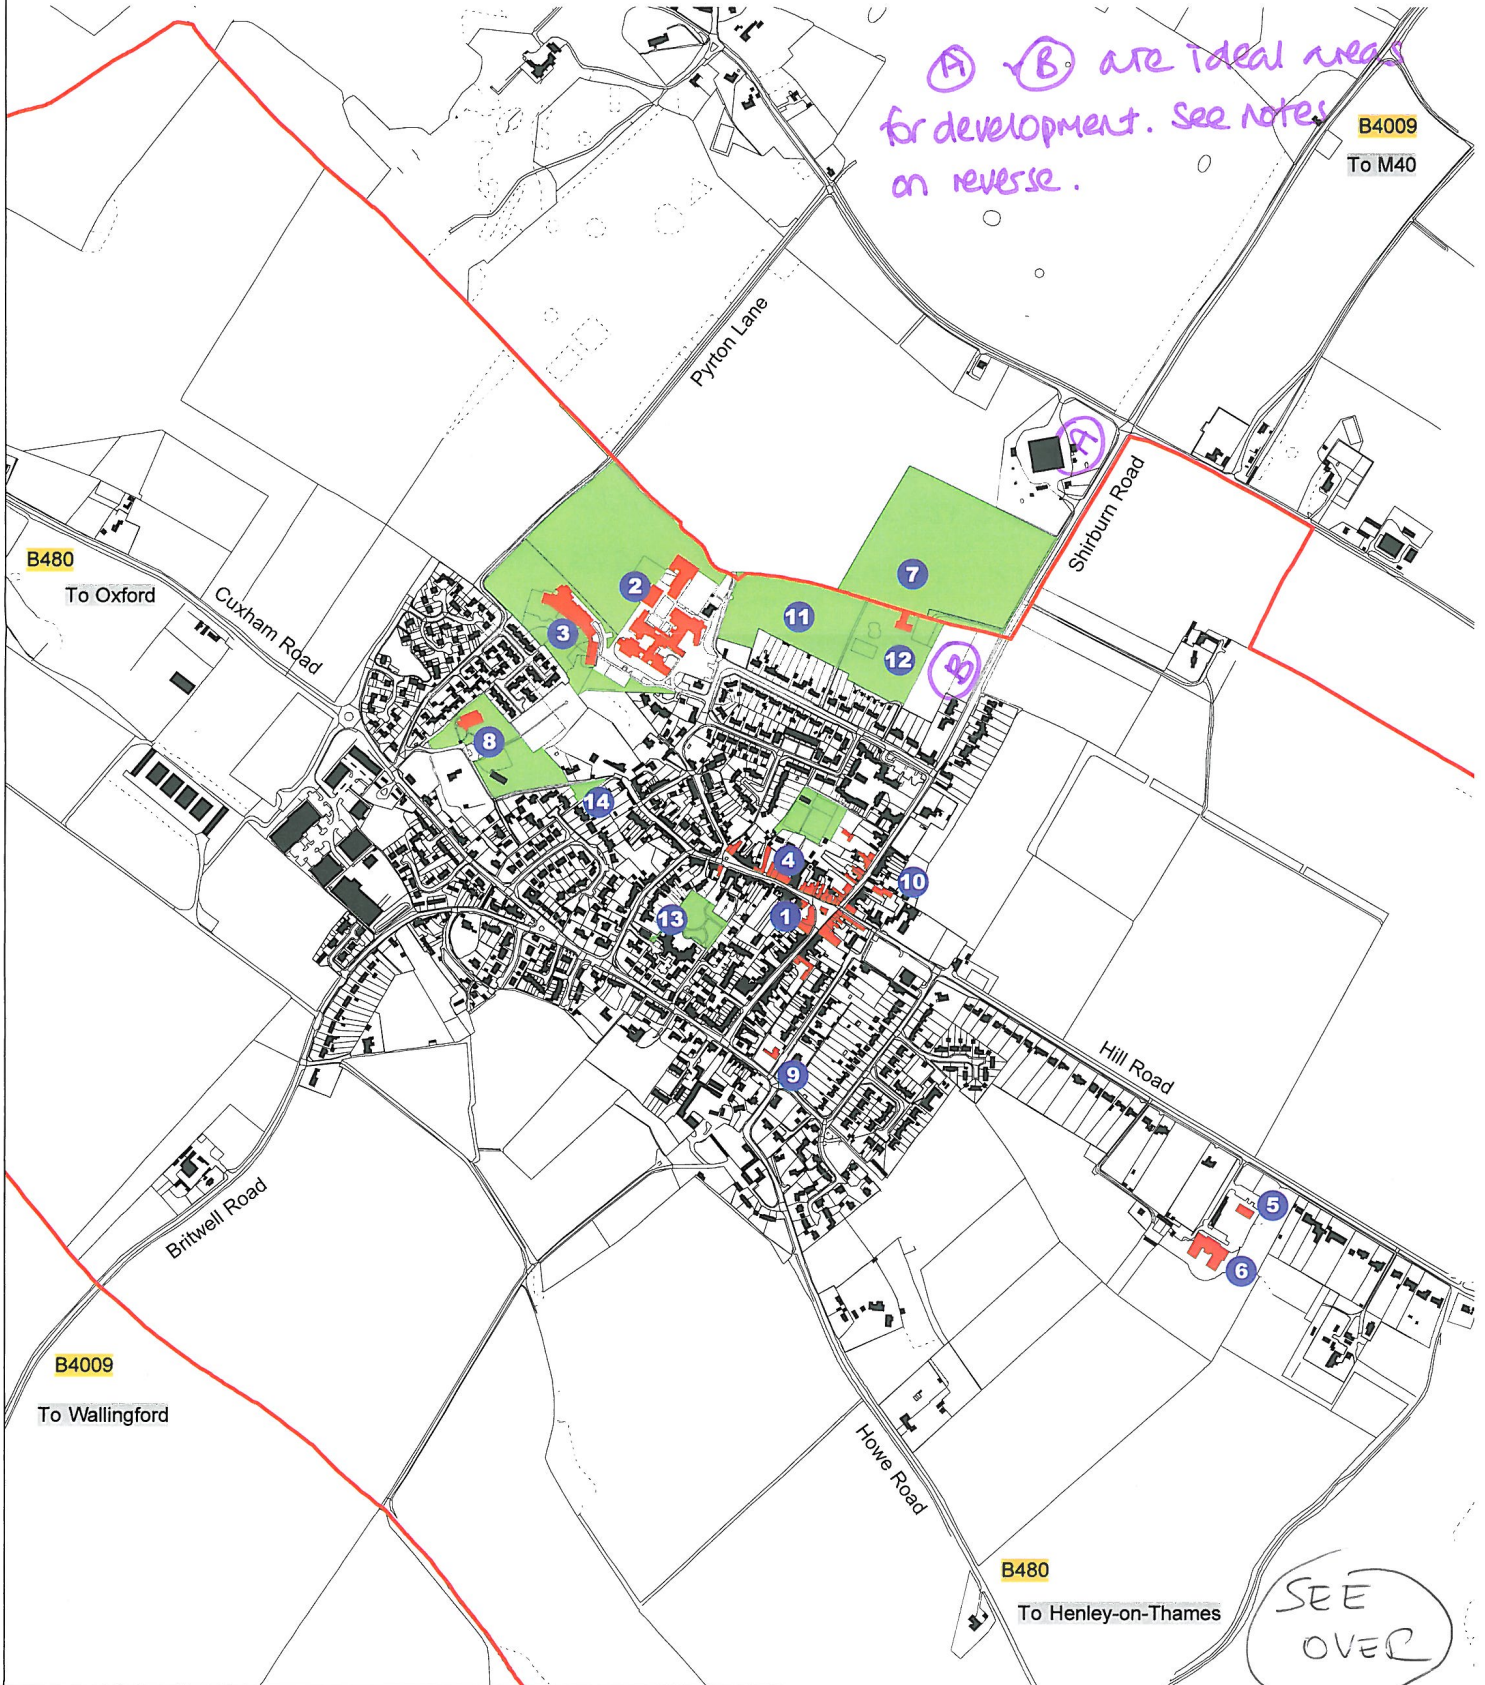 A + B are ideal areas
for development. See notes
on reverse.
B4009
To M40
Pyrton Lane
A
Shirburn Road
B480
To Oxford
Cuxham Road
2
7
3
11
12
B
8
14
4
10
13
1
9
Hill Road
5
6
Britwell Road
B4009
To Wallingford
Howe Road
B480
To Henley-on-Thames
SEE
OVER